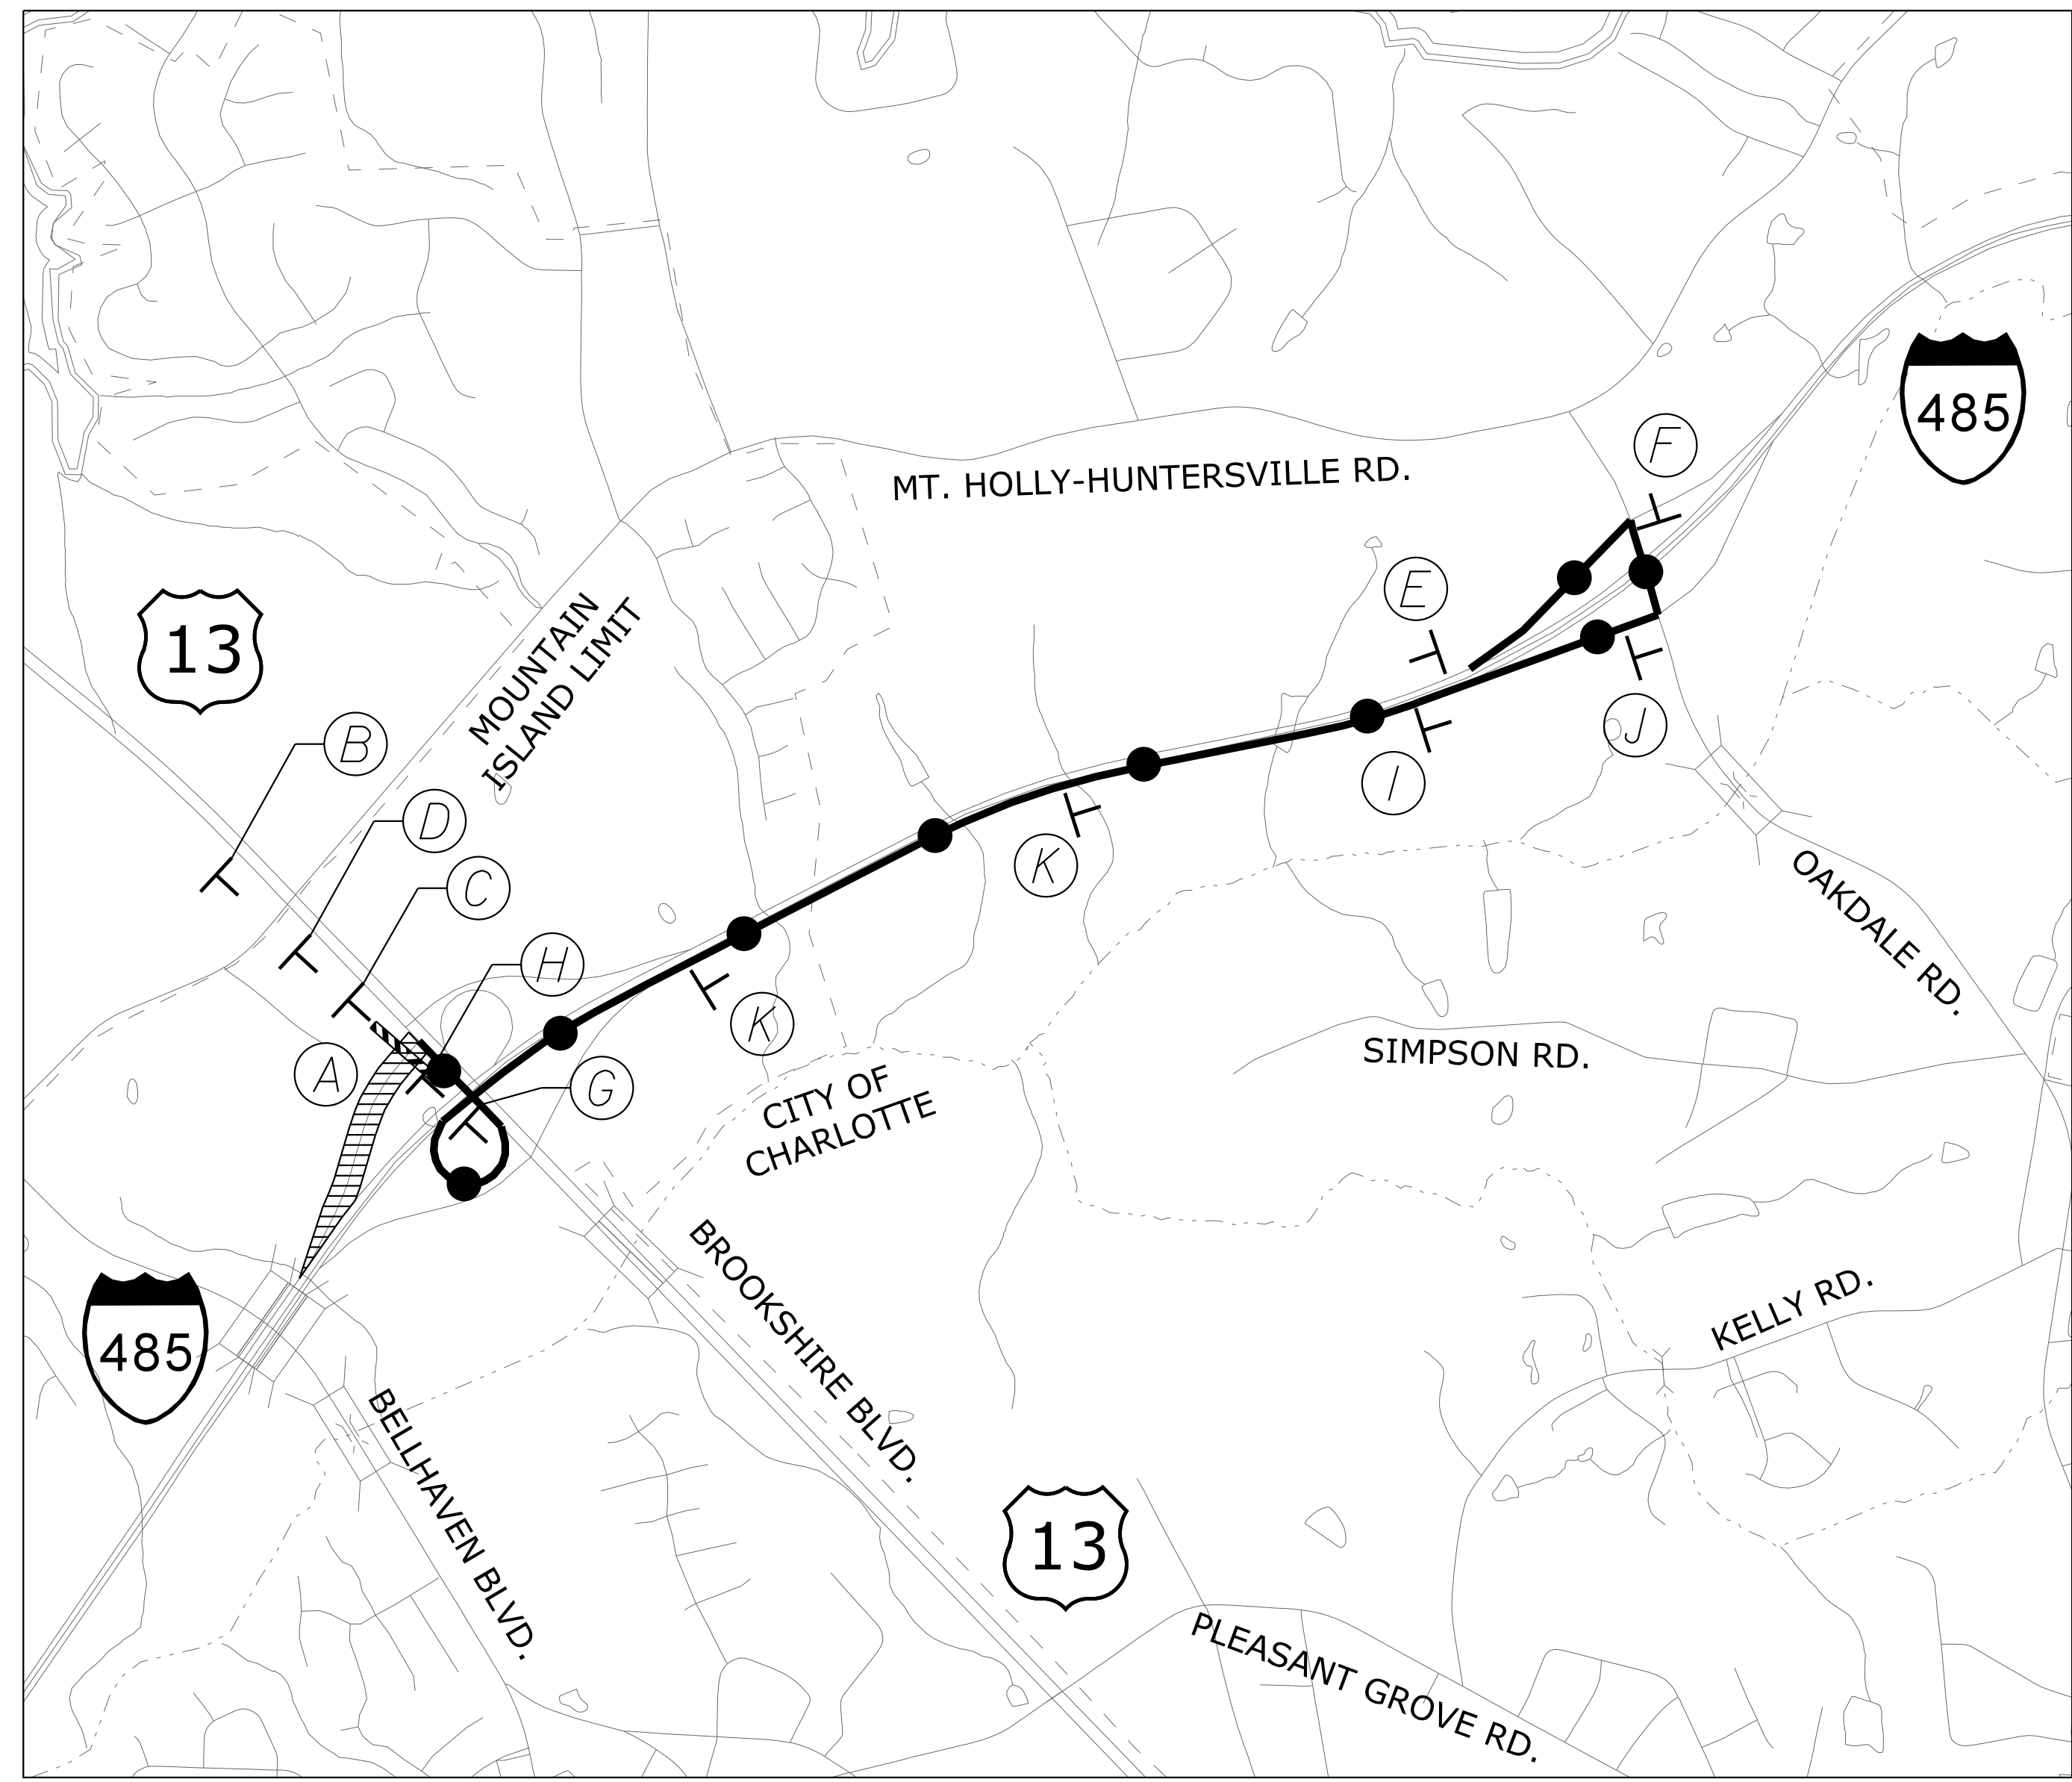 485
F
MT. HOLLY-HUNTERSVILLE RD.
E
13
MOUNTAIN
ISLAND LIMIT
B
J
I
D
K
C
OAKDALE RD.
H
K
SIMPSON RD.
A
G
CITY OF
CHARLOTTE
485
KELLY RD.
BROOKSHIRE BLVD.
BELLHAVEN BLVD.
13
PLEASANT GROVE RD.